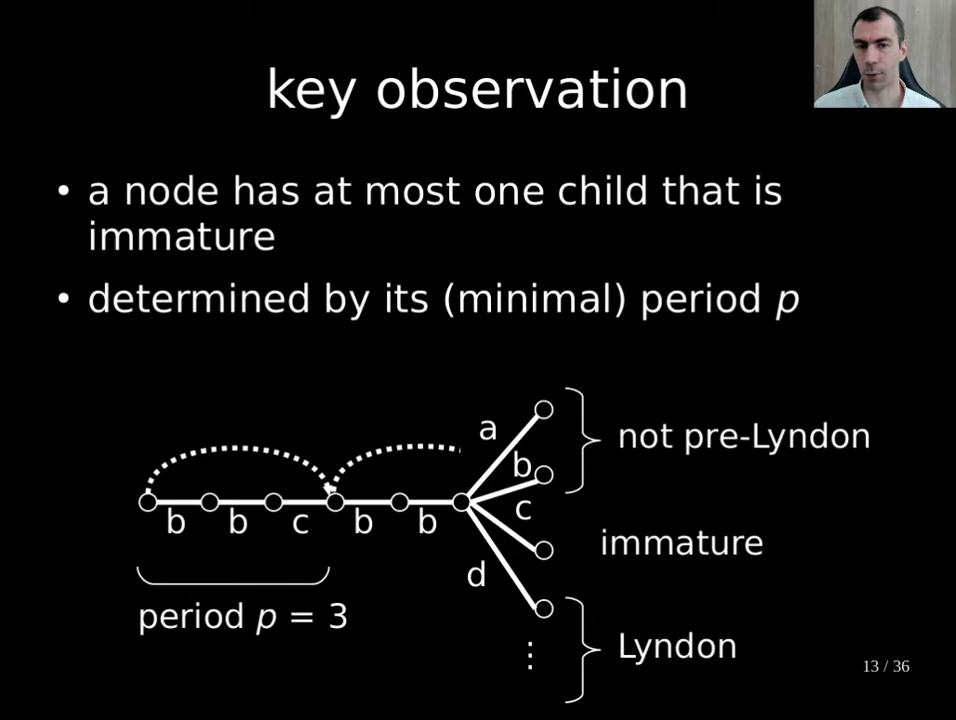 key observation
• a node has at most one child that is
immature
• determined by its (minimal) period p
a
b
c
d
b b c b b
not pre-Lyndon
immature
period p = 3
Lyndon
⋮
13 / 36